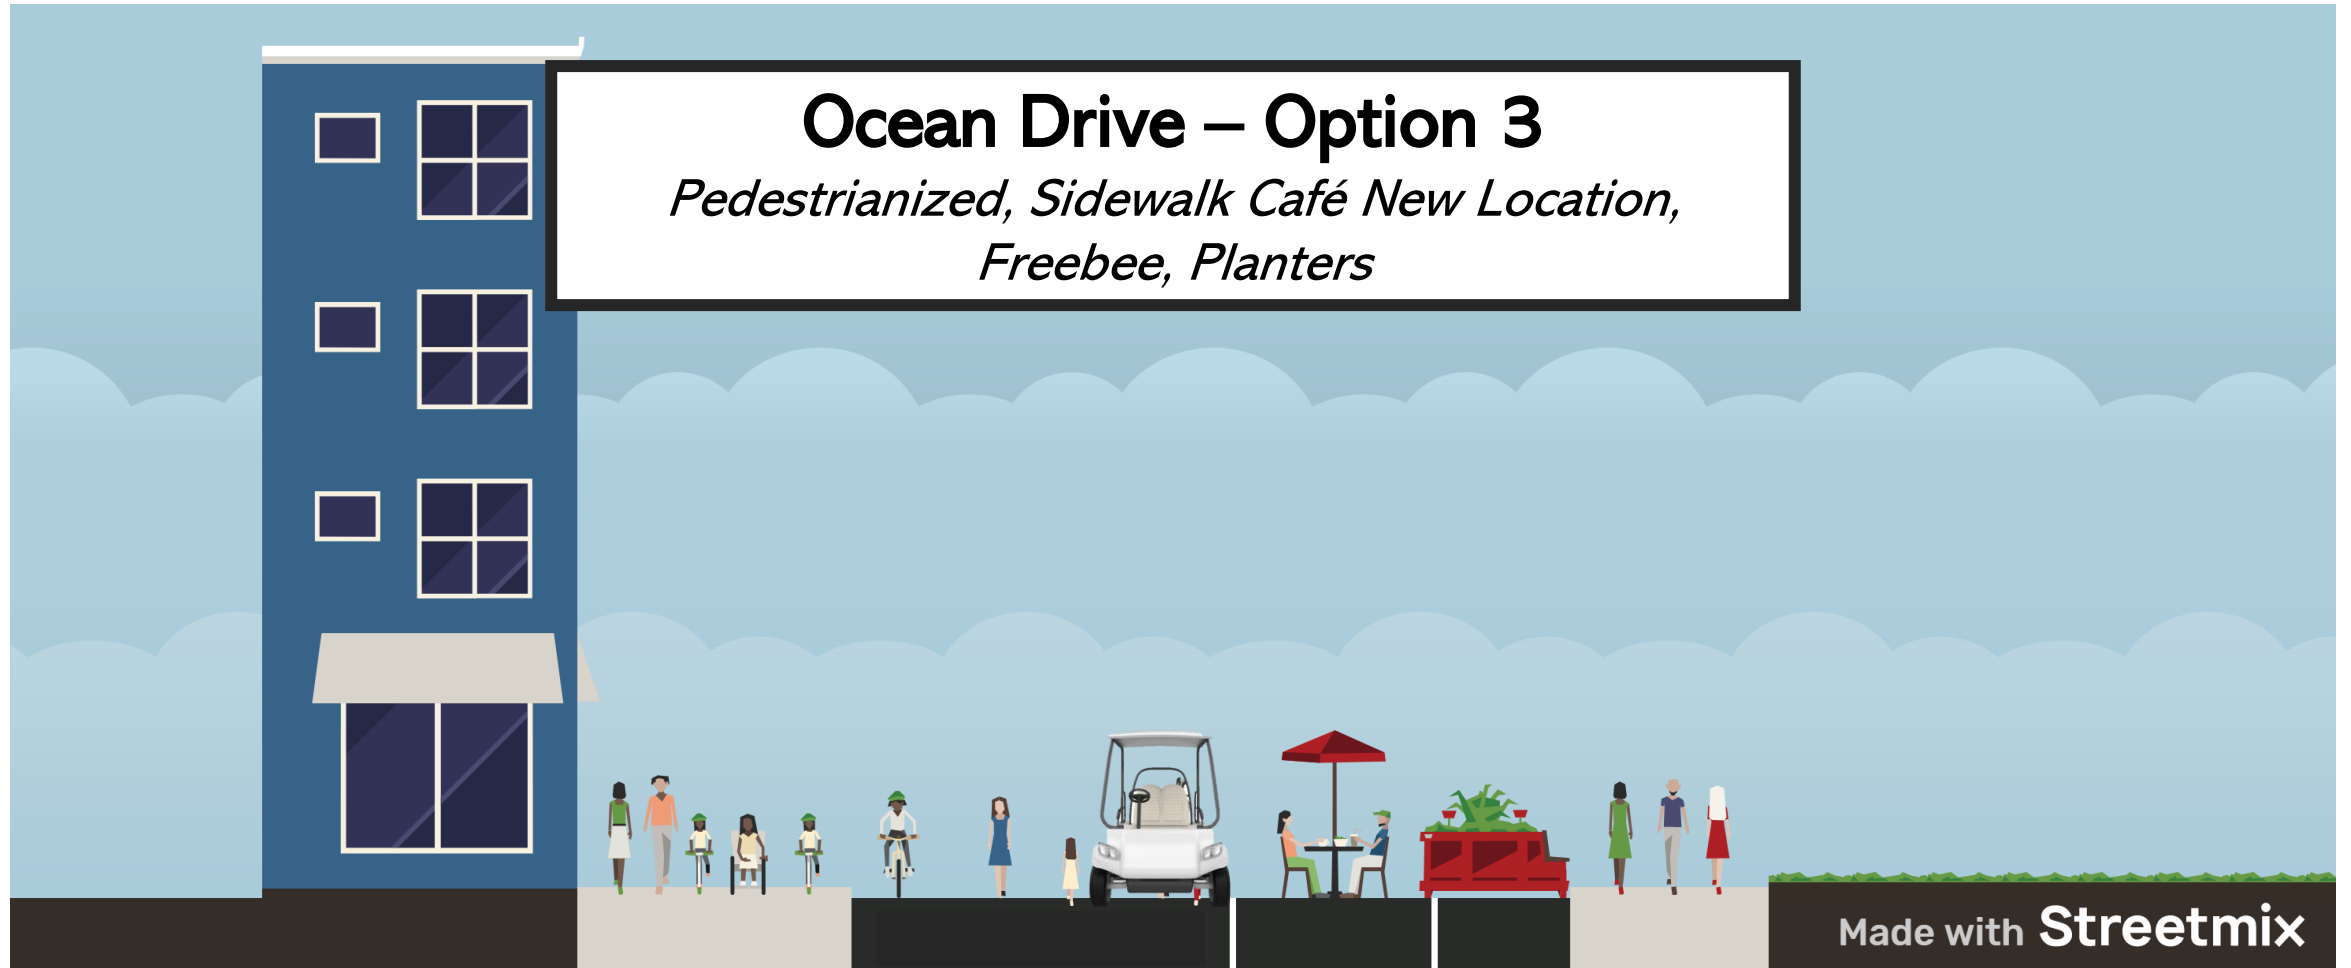 Ocean Drive – Option 3
Pedestrianized, Sidewalk Café New Location,
Freebee, Planters
Made with Streetmix